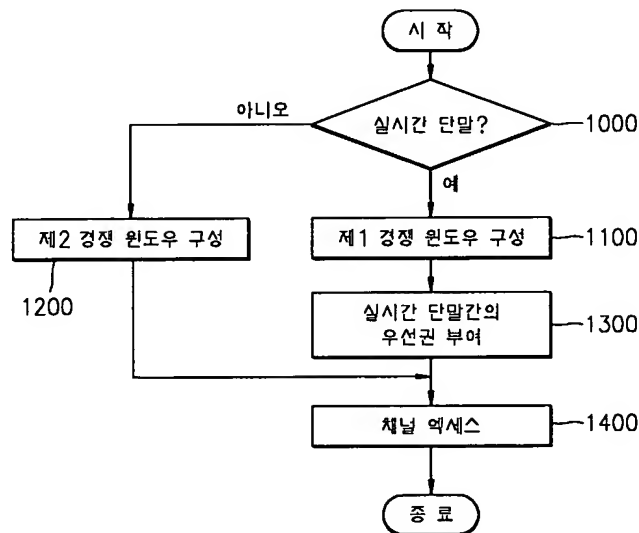 시 작
실시간 단말?
1000
아니오
예
제2 경쟁 윈도우 구성
1200
제1 경쟁 윈도우 구성
1100
실시간 단말간의
우선권 부여
1300
채널 엑세스
1400
종 료